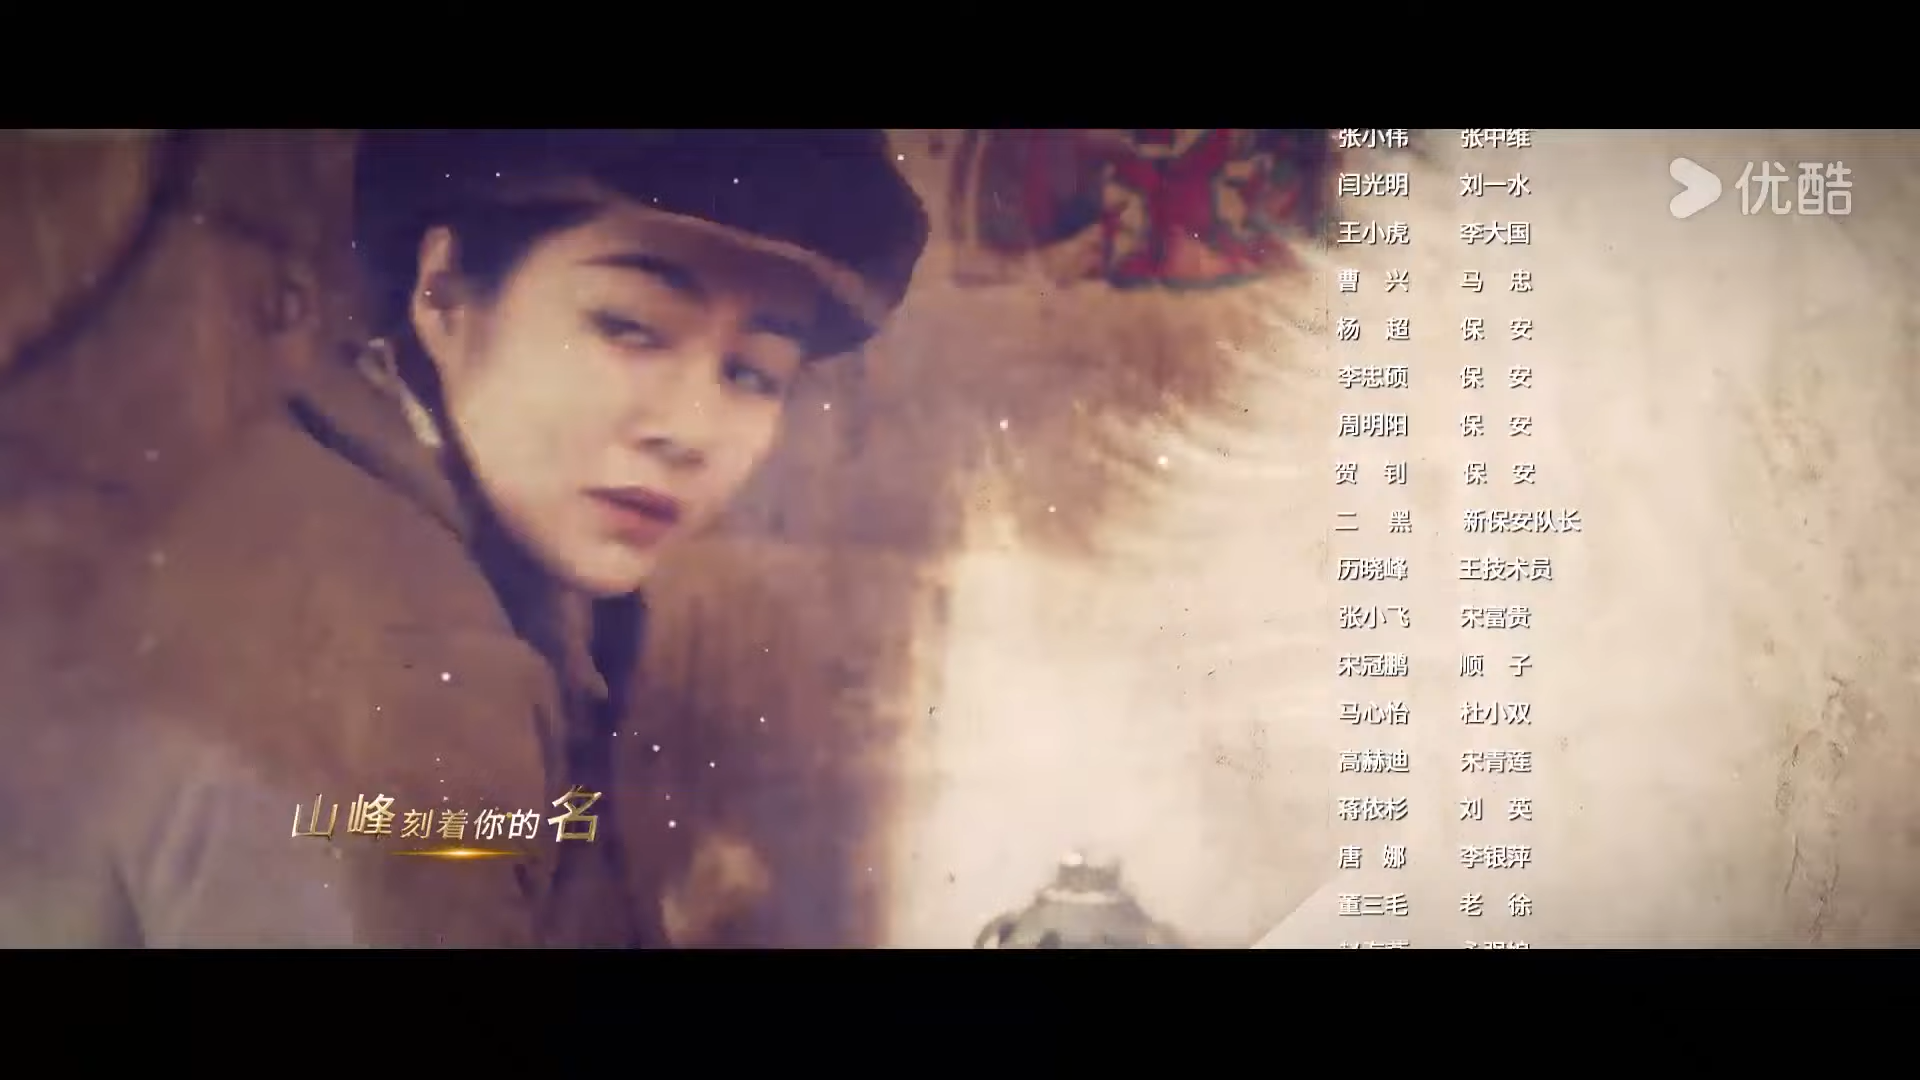 张小伟 张中维
闫光明 刘一水
王小虎 李大国
曹兴 马忠
杨超 保安
李忠硕 保安
周明阳 保安
贺钊 保安
二黑 新保安队长
历晓峰 王技术员
张小飞 宋富贵
宋冠鹏 顺子
马心怡 杜小双
高赫迪 宋青莲
蒋依杉 刘英
唐娜 李银萍
董三毛 老徐
优酷
山峰刻着你的名